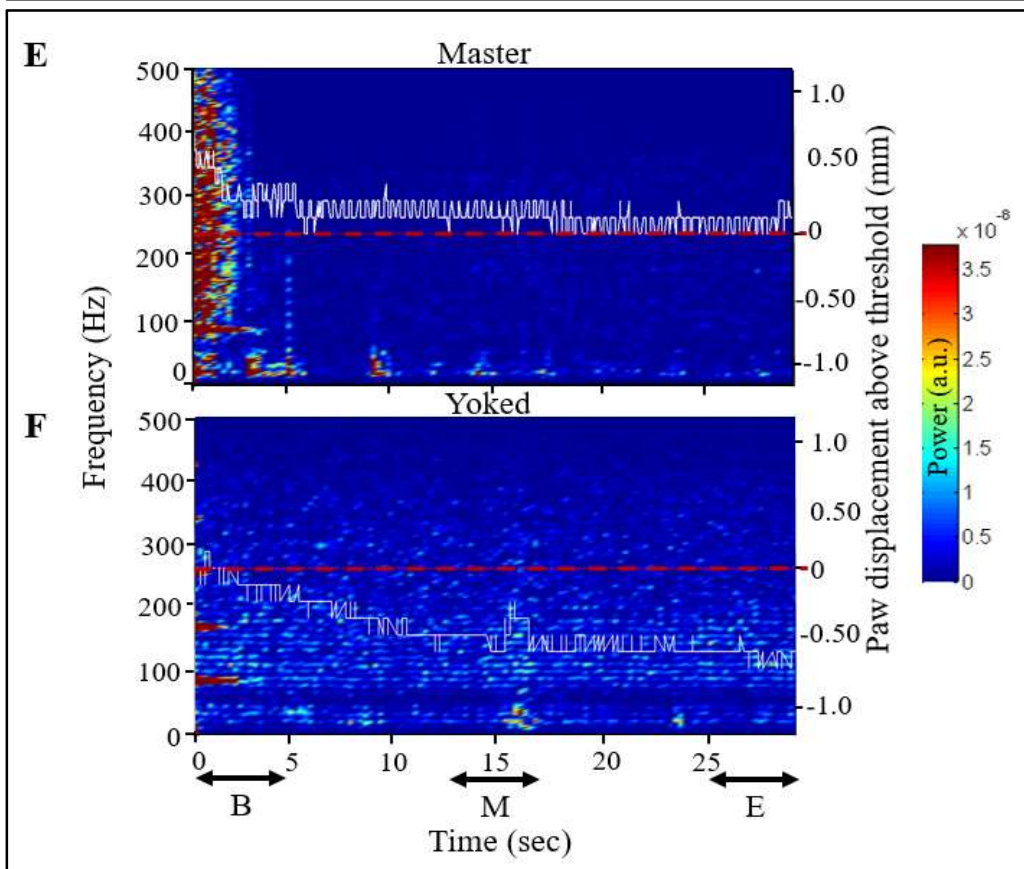 E
Master
500
400
300
200
100
0
1.0
0.50
0
-0.50
-1.0
Frequency (Hz)
Paw displacement above threshold (mm)
x 10⁻⁸
3.5
3
2.5
2
1.5
1
0.5
0
Power (a.u.)
F
Yoked
500
400
300
200
100
0
1.0
0.50
0
-0.50
-1.0
0 5 10 15 20 25
B M E
Time (sec)